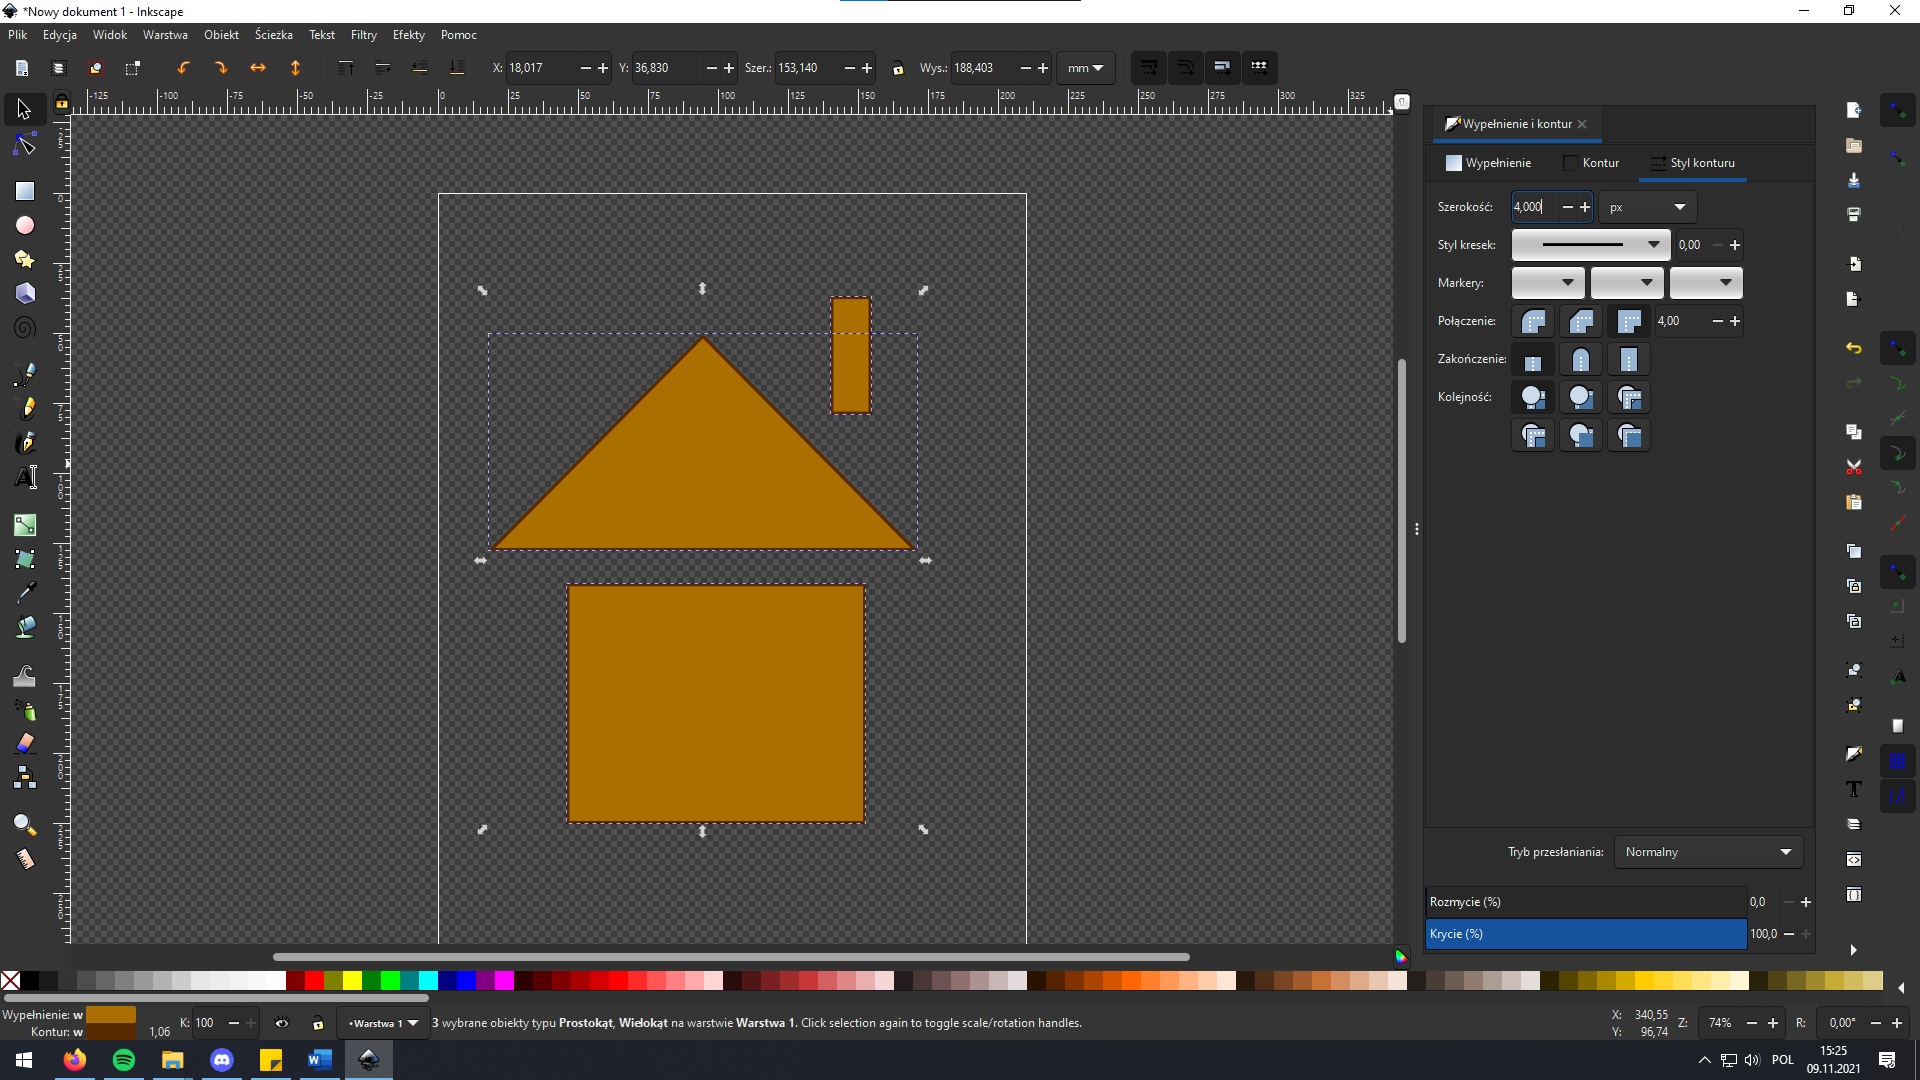 *Nowy dokument 1 - Inkscape
Plik Edycja Widok Warstwa Obiekt Ścieżka Tekst Filtry Efekty Pomoc
X: 18,017 Y: 36,830 Szer.: 153,140 Wys.: 188,403 mm
-125 -100 -75 -50 -25 0 25 50 75 100 125 150 175 200 225 250 275 300 325
Wypełnienie i kontur
Wypełnienie Kontur Styl konturu
Szerokość: 4,000 px
Styl kresek: 0,00
Markery:
Połączenie: 4,00
Zakończenie:
Kolejność:
Tryb przesłaniania: Normalny
Rozmycie (%) 0,0
Krycie (%) 100,0
Wypełnienie: w
Kontur: w 1,06
K: 100
•Warstwa 1
3 wybrane obiekty typu Prostokąt, Wielokąt na warstwie Warstwa 1. Click selection again to toggle scale/rotation handles.
X: 340,55
Y: 96,74
Z: 74%
R: 0,00°
POL
15:25
09.11.2021